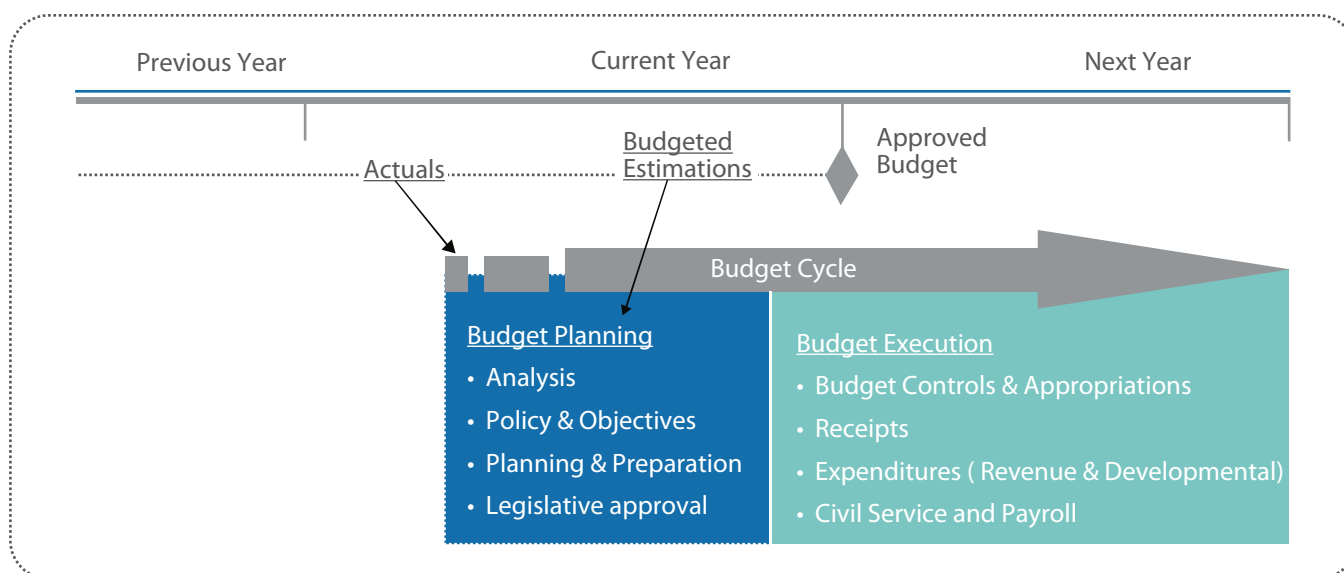 Previous Year
Current Year
Next Year
Actuals
Budgeted
Estimations
Approved
Budget
Budget Cycle
Budget Planning
• Analysis
• Policy & Objectives
• Planning & Preparation
• Legislative approval
Budget Execution
• Budget Controls & Appropriations
• Receipts
• Expenditures ( Revenue & Developmental)
• Civil Service and Payroll